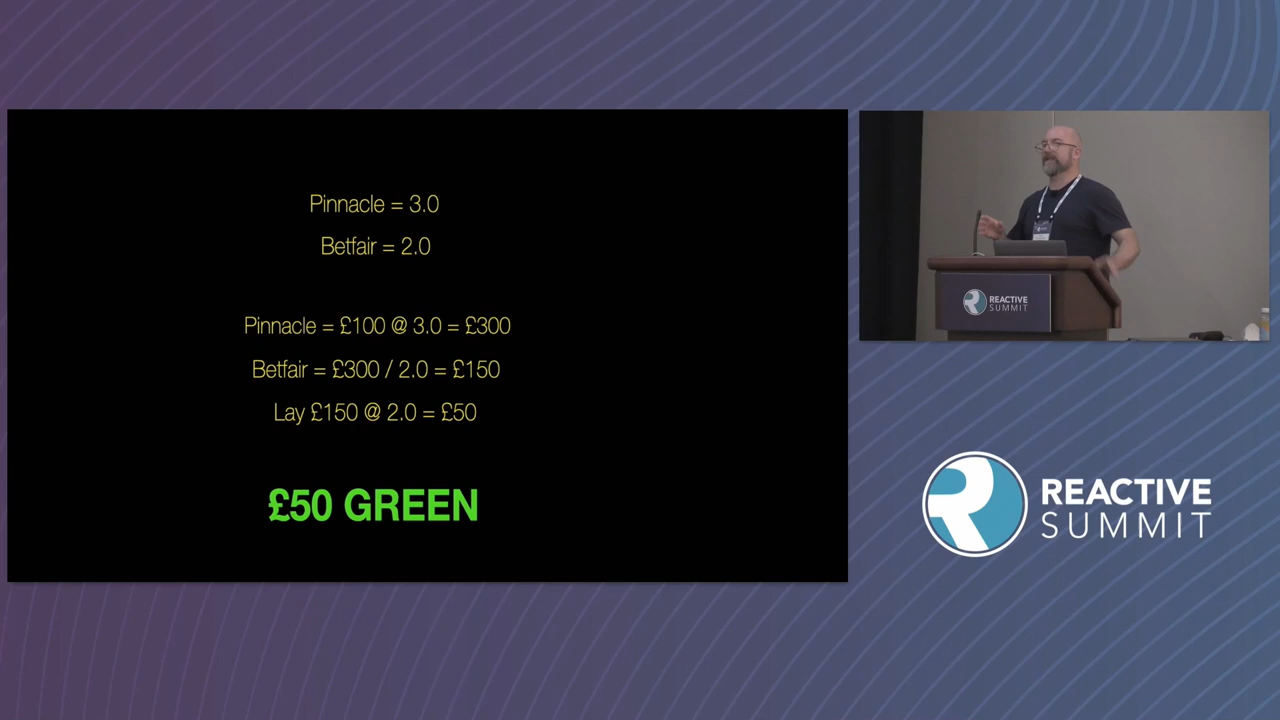 Pinnacle = 3.0
Betfair = 2.0
Pinnacle = £100 @ 3.0 = £300
Betfair = £300 / 2.0 = £150
Lay £150 @ 2.0 = £50
£50 GREEN
REACTIVE
SUMMIT
REACTIVE
SUMMIT